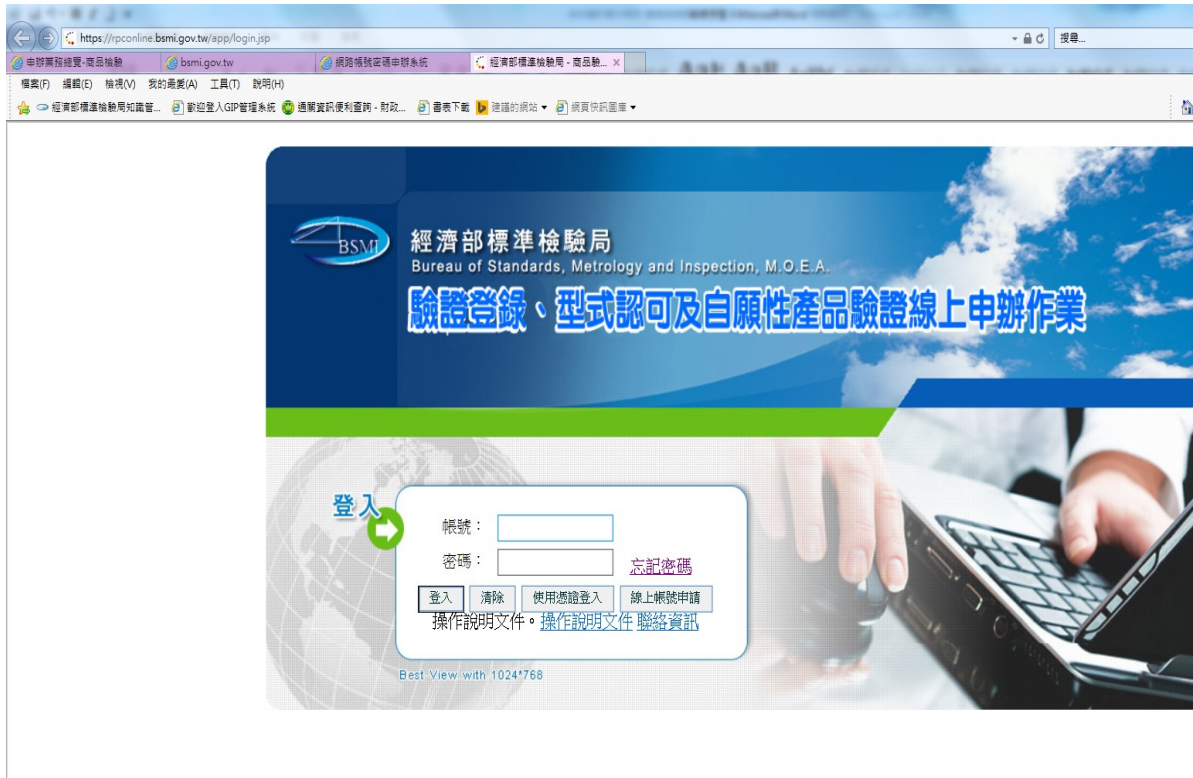 https://rpconline.bsmi.gov.tw/app/login.jsp
搜尋...
申辦業務總覽-商品檢驗
bsmi.gov.tw
網路帳號密碼申辦系統
經濟部標準檢驗局 - 商品驗... ×
檔案(F) 編輯(E) 檢視(V) 我的最愛(A) 工具(T) 說明(H)
經濟部標準檢驗局知識管... 歡迎登入GIP管理系統 通關資訊便利查詢 - 財政... 書表下載 建議的網站 ▼ 網頁快訊圖庫 ▼
BSMI
經濟部標準檢驗局
Bureau of Standards, Metrology and Inspection, M.O.E.A.
驗證登錄、型式認可及自願性產品驗證線上申辦作業
登入
帳號：
密碼：
忘記密碼
登入 清除 使用憑證登入 線上帳號申請
操作說明文件。操作說明文件 聯絡資訊
Best View with 1024*768